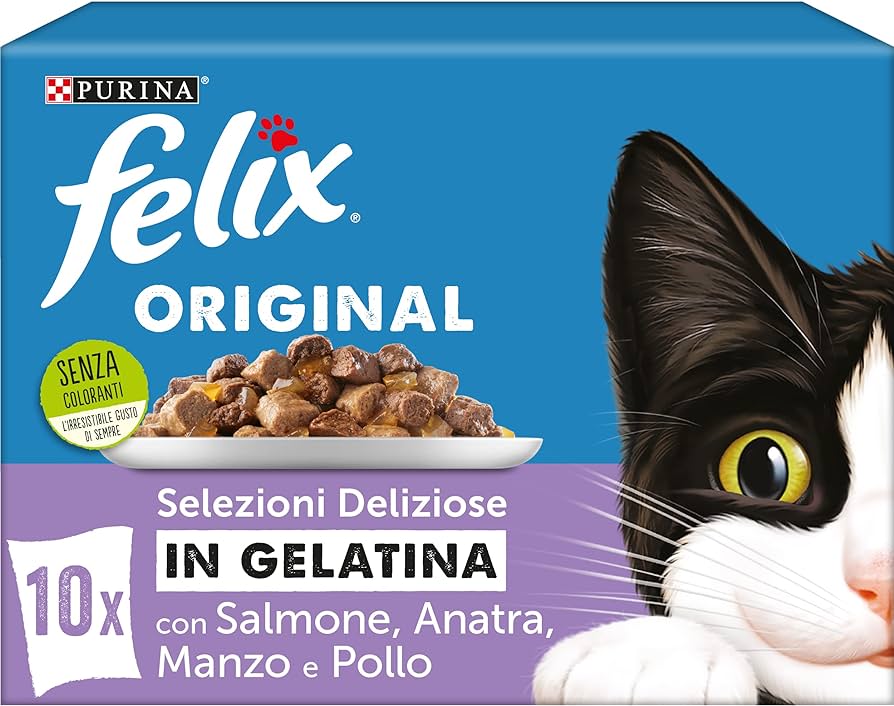 PURINA®
felix®
ORIGINAL
SENZA
COLORANTI
L'IRRESISTIBILE GUSTO
DI SEMPRE
Selezioni Deliziose
IN GELATINA
10x
con Salmone, Anatra,
Manzo e Pollo